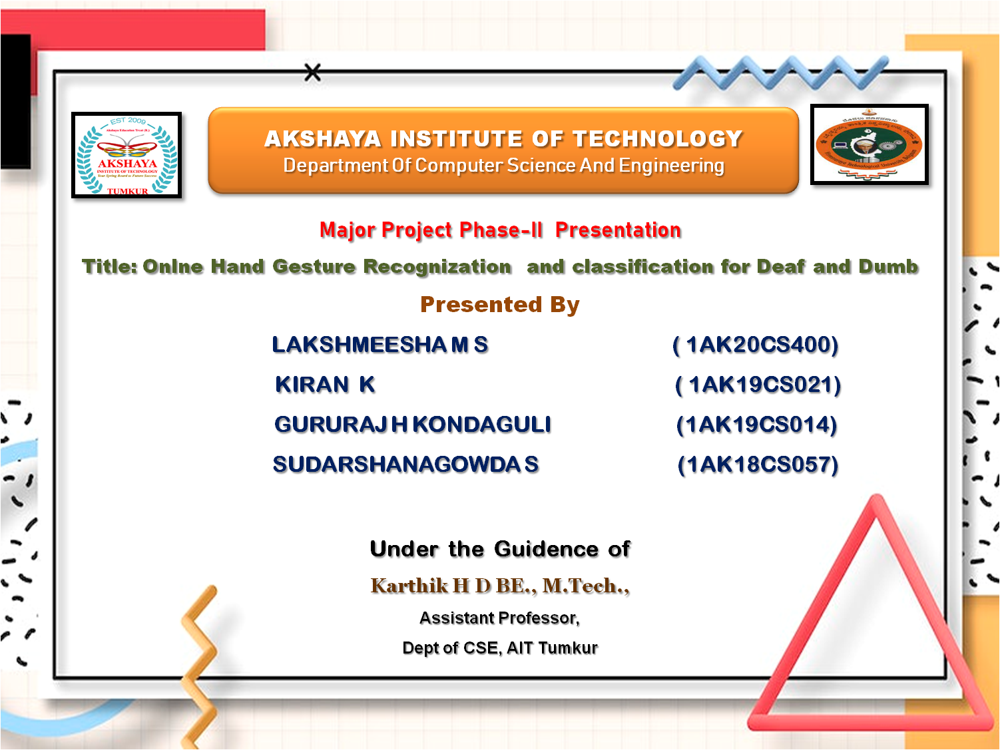 EST 2009
Akshaya Education Trust (R.)
AKSHAYA
INSTITUTE OF TECHNOLOGY
Your Spring Board to Future Success
TUMKUR
AKSHAYA INSTITUTE OF TECHNOLOGY
Department Of Computer Science And Engineering
Major Project Phase-II Presentation
Title: Onlne Hand Gesture Recognization and classification for Deaf and Dumb
Presented By
LAKSHMEESHA M S ( 1AK20CS400)
KIRAN K ( 1AK19CS021)
GURURAJ H KONDAGULI (1AK19CS014)
SUDARSHANAGOWDA S (1AK18CS057)
Under the Guidence of
Karthik H D BE., M.Tech.,
Assistant Professor,
Dept of CSE, AIT Tumkur